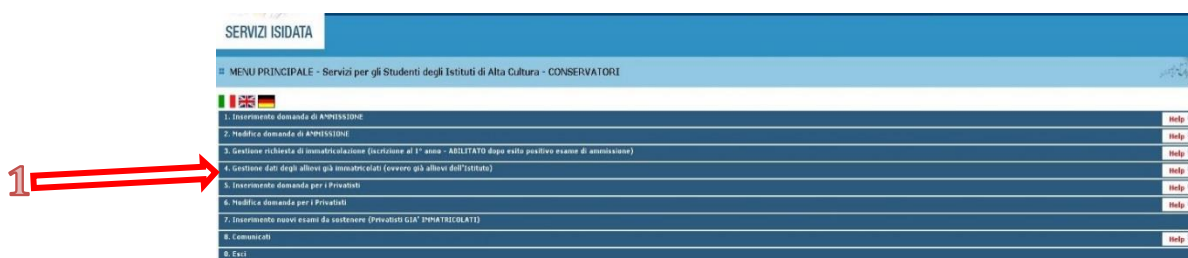 SERVIZI ISIDATA
MENU PRINCIPALE - Servizi per gli Studenti degli Istituti di Alta Cultura - CONSERVATORI
1. Inserimento domanda di AMMISSIONE
Help
2. Modifica domanda di AMMISSIONE
Help
3. Gestione richiesta di immatricolazione (iscrizione al 1° anno - ABILITATO dopo esito positivo esame di ammissione)
Help
1
4. Gestione dati degli allievi già immatricolati (ovvero già allievi dell'Istituto)
Help
5. Inserimento domanda per i Privatisti
Help
6. Modifica domanda per i Privatisti
Help
7. Inserimento nuovi esami da sostenere (Privatisti GIA' IMMATRICOLATI)
8. Comunicati
Help
0. Esci